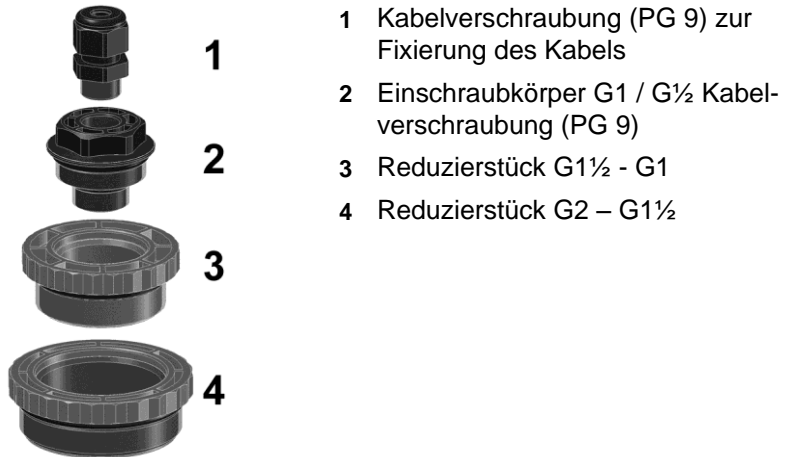 1
2
3
4
1 Kabelverschraubung (PG 9) zur
Fixierung des Kabels
2 Einschraubkörper G1 / G½ Kabel-
verschraubung (PG 9)
3 Reduzierstück G1½ - G1
4 Reduzierstück G2 – G1½